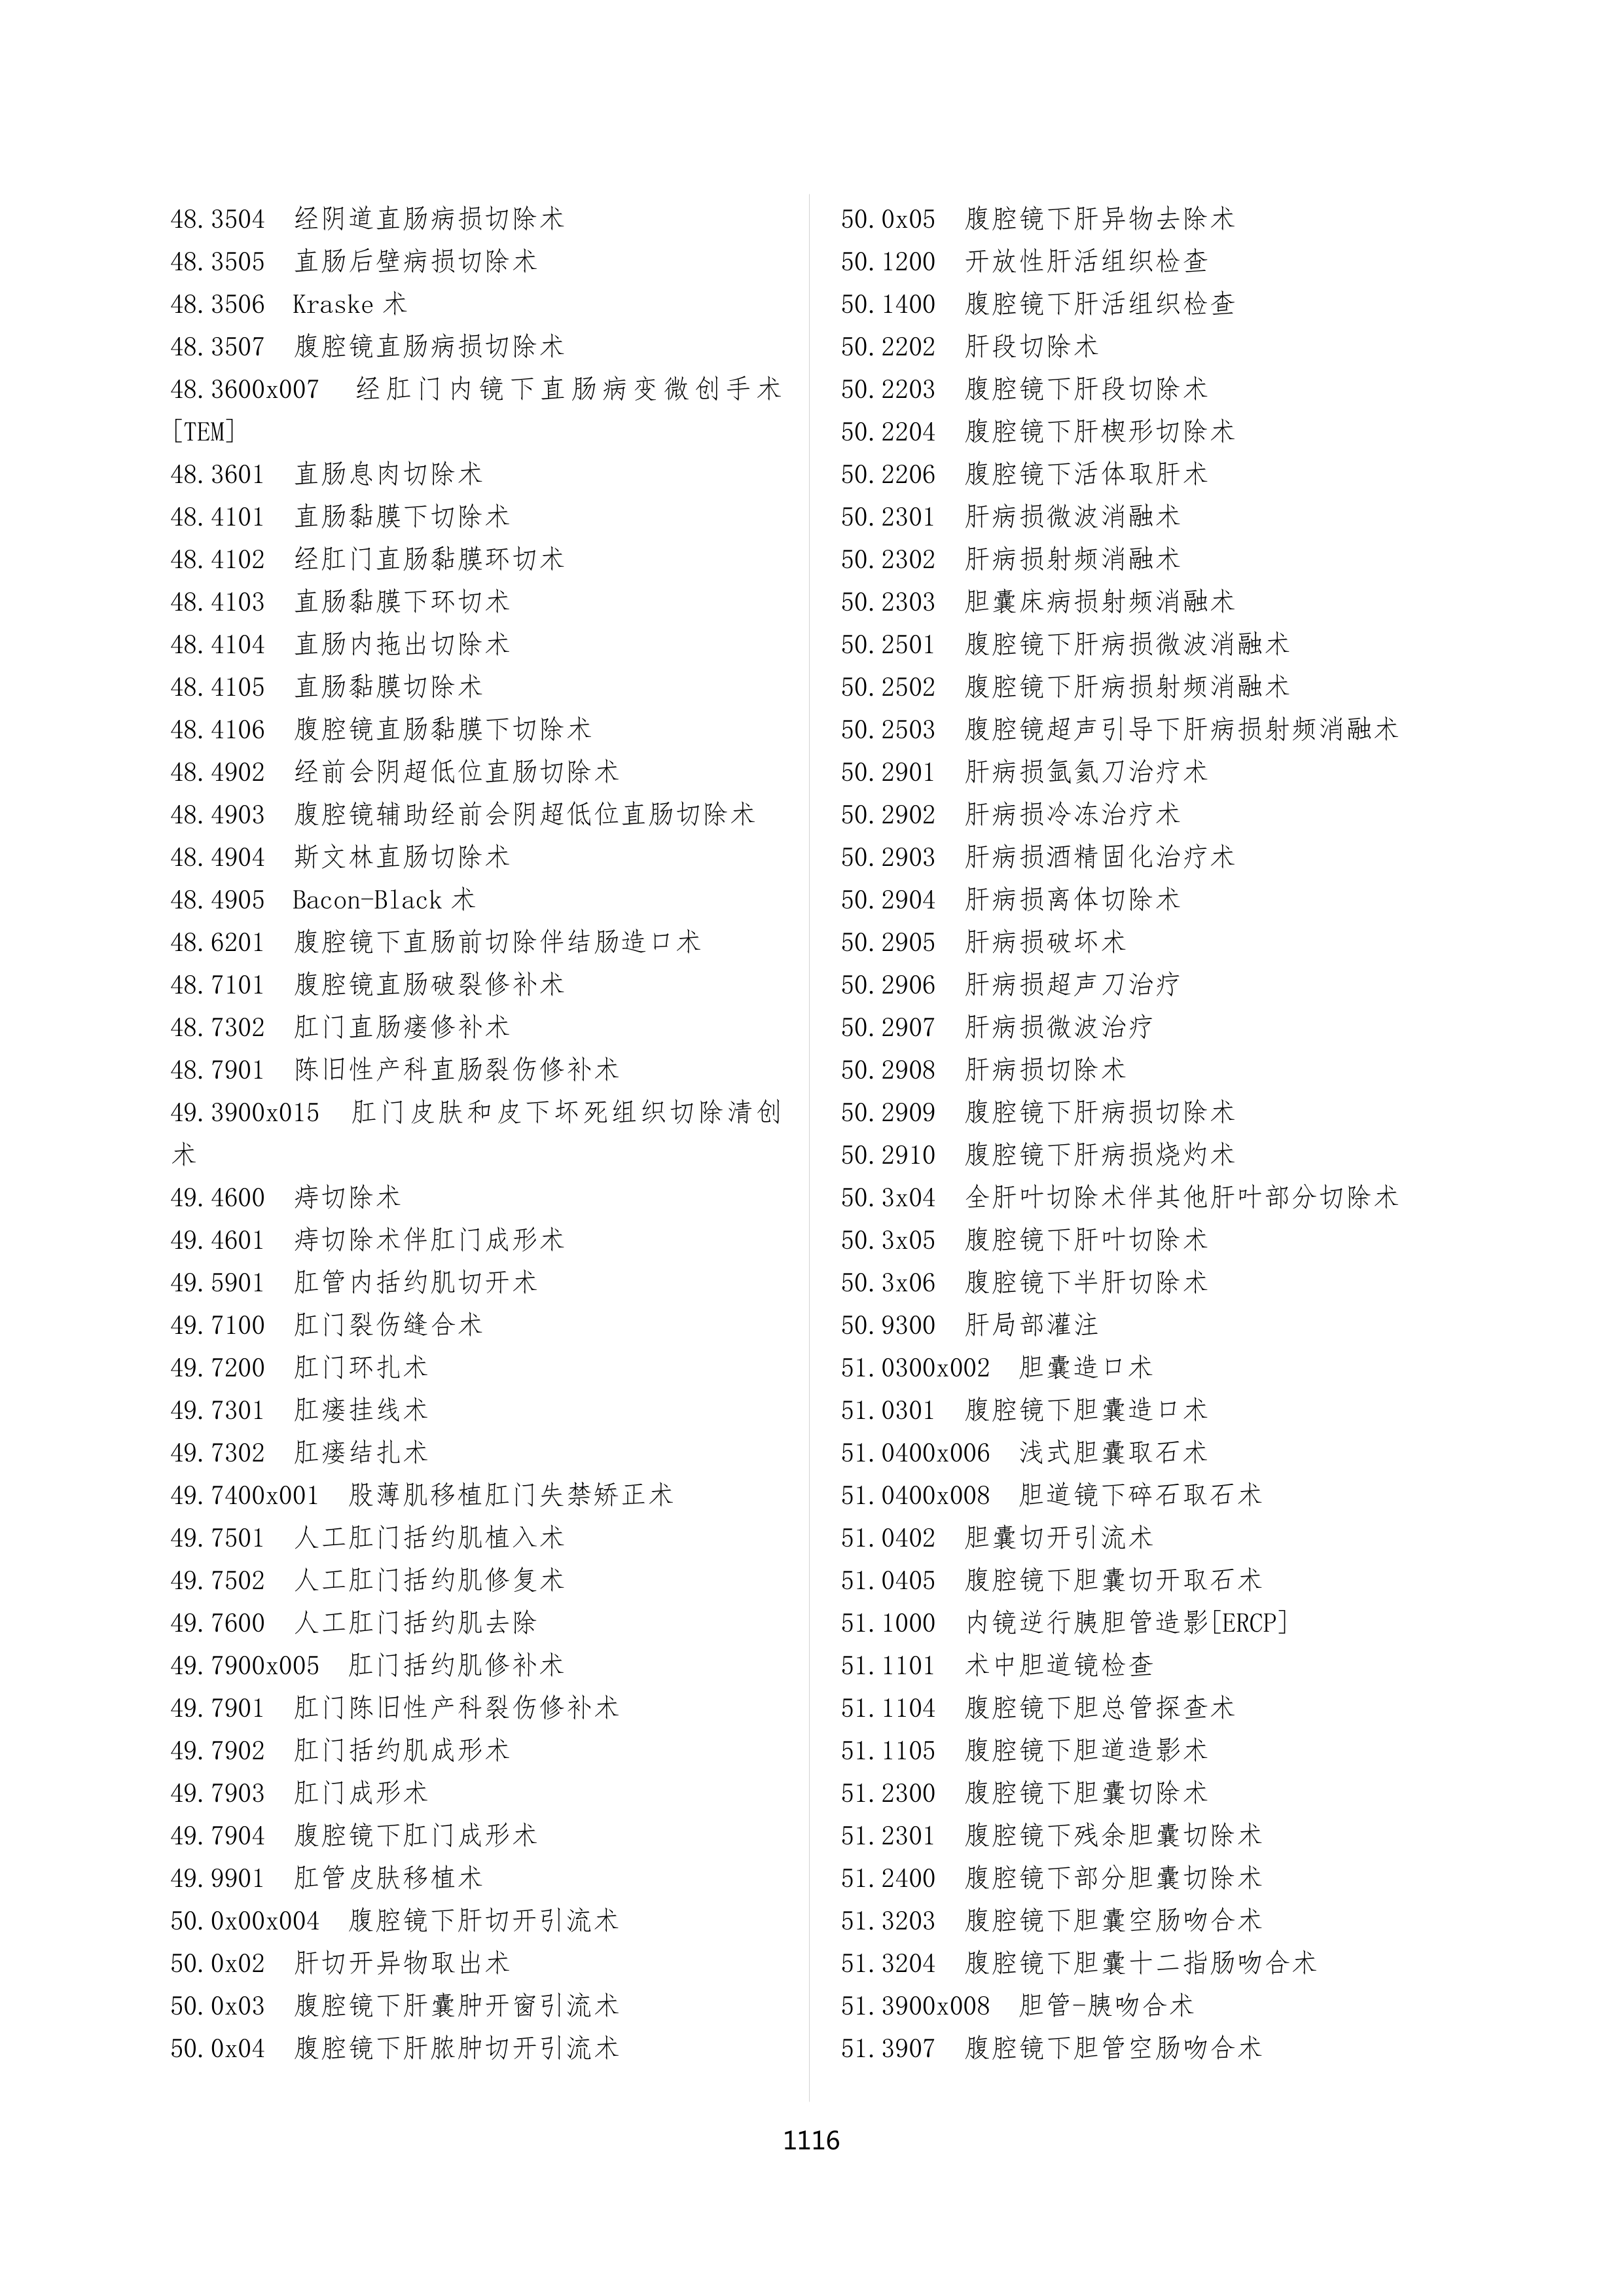 48.3504 经阴道直肠病损切除术
48.3505 直肠后壁病损切除术
48.3506 Kraske 术
48.3507 腹腔镜直肠病损切除术
48.3600x007 经肛门内镜下直肠病变微创手术
[TEM]
48.3601 直肠息肉切除术
48.4101 直肠黏膜下切除术
48.4102 经肛门直肠黏膜环切术
48.4103 直肠黏膜下环切术
48.4104 直肠内拖出切除术
48.4105 直肠黏膜切除术
48.4106 腹腔镜直肠黏膜下切除术
48.4902 经前会阴超低位直肠切除术
48.4903 腹腔镜辅助经前会阴超低位直肠切除术
48.4904 斯文林直肠切除术
48.4905 Bacon-Black 术
48.6201 腹腔镜下直肠前切除伴结肠造口术
48.7101 腹腔镜直肠破裂修补术
48.7302 肛门直肠瘘修补术
48.7901 陈旧性产科直肠裂伤修补术
49.3900x015 肛门皮肤和皮下坏死组织切除清创
术
49.4600 痔切除术
49.4601 痔切除术伴肛门成形术
49.5901 肛管内括约肌切开术
49.7100 肛门裂伤缝合术
49.7200 肛门环扎术
49.7301 肛瘘挂线术
49.7302 肛瘘结扎术
49.7400x001 股薄肌移植肛门失禁矫正术
49.7501 人工肛门括约肌植入术
49.7502 人工肛门括约肌修复术
49.7600 人工肛门括约肌去除
49.7900x005 肛门括约肌修补术
49.7901 肛门陈旧性产科裂伤修补术
49.7902 肛门括约肌成形术
49.7903 肛门成形术
49.7904 腹腔镜下肛门成形术
49.9901 肛管皮肤移植术
50.0x00x004 腹腔镜下肝切开引流术
50.0x02 肝切开异物取出术
50.0x03 腹腔镜下肝囊肿开窗引流术
50.0x04 腹腔镜下肝脓肿切开引流术
50.0x05 腹腔镜下肝异物去除术
50.1200 开放性肝活组织检查
50.1400 腹腔镜下肝活组织检查
50.2202 肝段切除术
50.2203 腹腔镜下肝段切除术
50.2204 腹腔镜下肝楔形切除术
50.2206 腹腔镜下活体取肝术
50.2301 肝病损微波消融术
50.2302 肝病损射频消融术
50.2303 胆囊床病损射频消融术
50.2501 腹腔镜下肝病损微波消融术
50.2502 腹腔镜下肝病损射频消融术
50.2503 腹腔镜超声引导下肝病损射频消融术
50.2901 肝病损氩氦刀治疗术
50.2902 肝病损冷冻治疗术
50.2903 肝病损酒精固化治疗术
50.2904 肝病损离体切除术
50.2905 肝病损破坏术
50.2906 肝病损超声刀治疗
50.2907 肝病损微波治疗
50.2908 肝病损切除术
50.2909 腹腔镜下肝病损切除术
50.2910 腹腔镜下肝病损烧灼术
50.3x04 全肝叶切除术伴其他肝叶部分切除术
50.3x05 腹腔镜下肝叶切除术
50.3x06 腹腔镜下半肝切除术
50.9300 肝局部灌注
51.0300x002 胆囊造口术
51.0301 腹腔镜下胆囊造口术
51.0400x006 浅式胆囊取石术
51.0400x008 胆道镜下碎石取石术
51.0402 胆囊切开引流术
51.0405 腹腔镜下胆囊切开取石术
51.1000 内镜逆行胰胆管造影[ERCP]
51.1101 术中胆道镜检查
51.1104 腹腔镜下胆总管探查术
51.1105 腹腔镜下胆道造影术
51.2300 腹腔镜下胆囊切除术
51.2301 腹腔镜下残余胆囊切除术
51.2400 腹腔镜下部分胆囊切除术
51.3203 腹腔镜下胆囊空肠吻合术
51.3204 腹腔镜下胆囊十二指肠吻合术
51.3900x008 胆管-胰吻合术
51.3907 腹腔镜下胆管空肠吻合术
1116